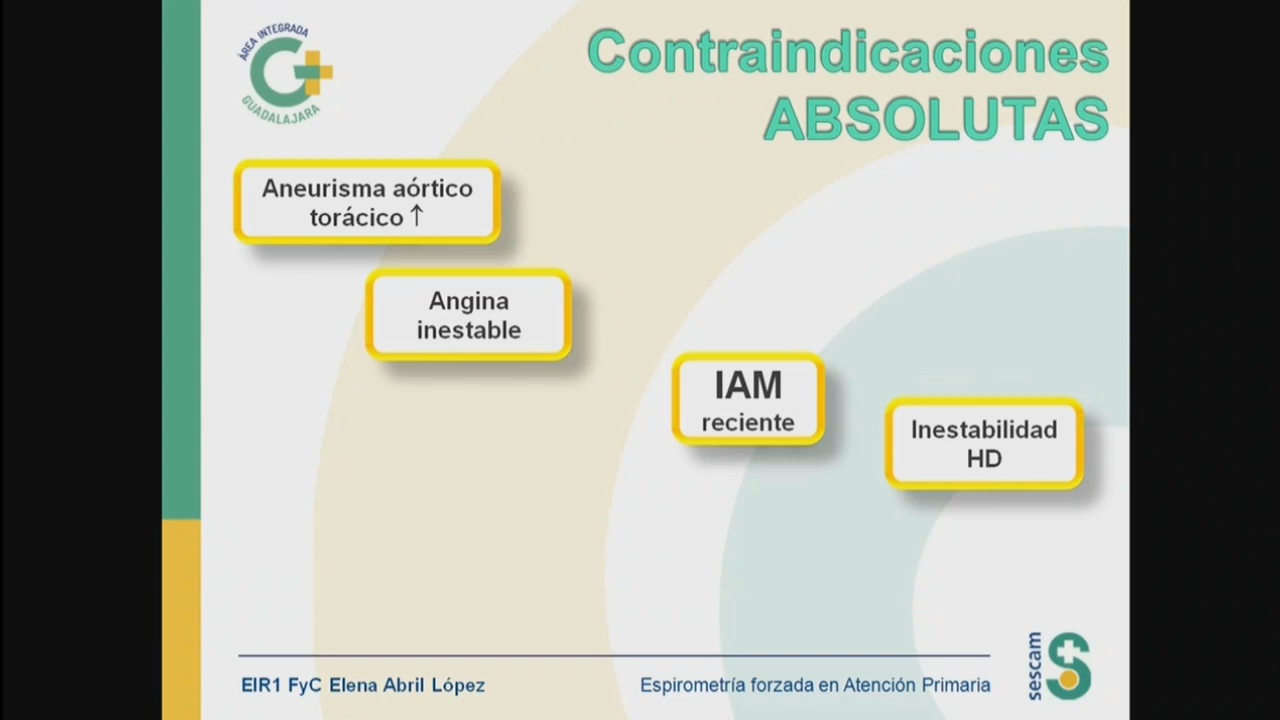 ÁREA INTEGRADA
GUADALAJARA
Contraindicaciones
ABSOLUTAS
Aneurisma aórtico
torácico ↑
Angina
inestable
IAM
reciente
Inestabilidad
HD
EIR1 FyC Elena Abril López
Espirometría forzada en Atención Primaria
sescam